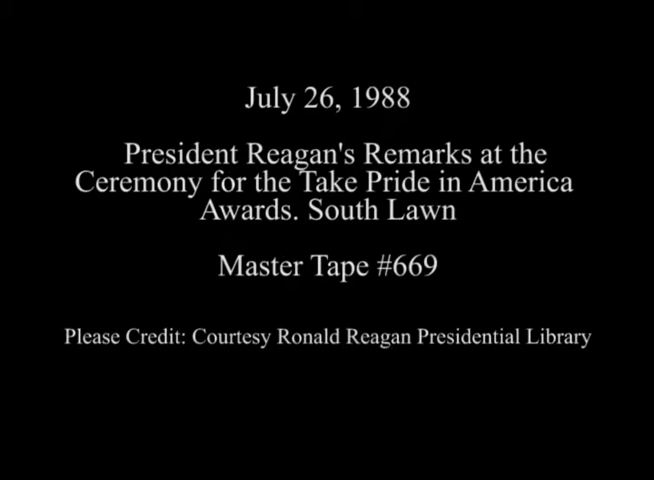 July 26, 1988
President Reagan's Remarks at the
Ceremony for the Take Pride in America
Awards. South Lawn
Master Tape #669
Please Credit: Courtesy Ronald Reagan Presidential Library